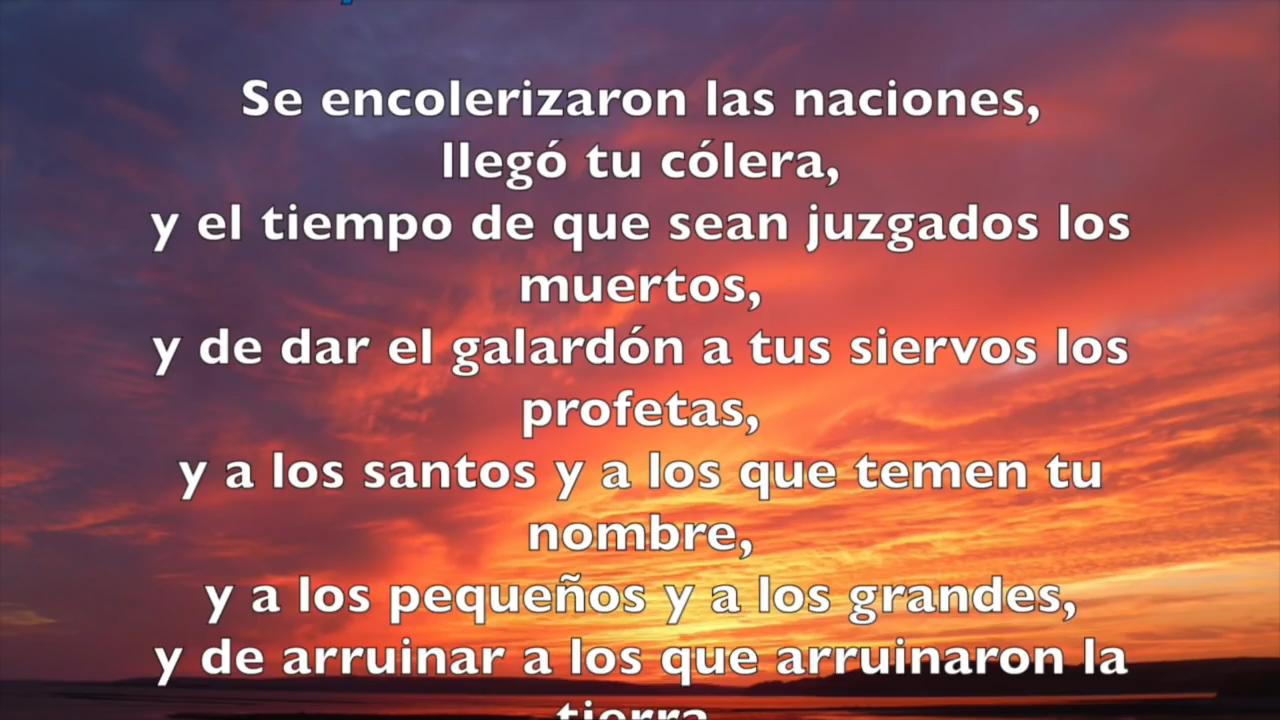 Se encolerizaron las naciones,
llegó tu cólera,
y el tiempo de que sean juzgados los
muertos,
y de dar el galardón a tus siervos los
profetas,
y a los santos y a los que temen tu
nombre,
y a los pequeños y a los grandes,
y de arruinar a los que arruinaron la
tierra